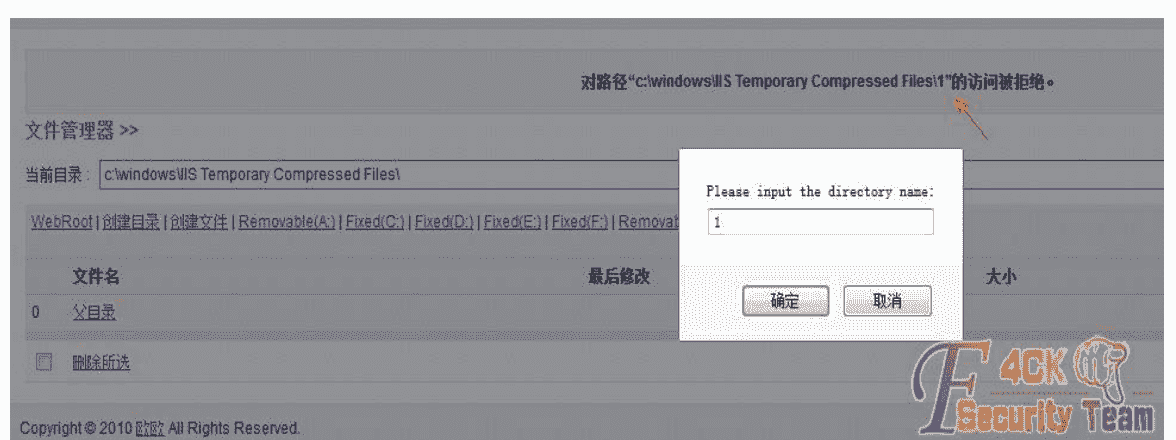 对路径“c:\windows\IIS Temporary Compressed Files\1”的访问被拒绝。
文件管理器 >>
当前目录 : c:\windows\IIS Temporary Compressed Files\
Please input the directory name:
1
WebRoot | 创建目录 | 创建文件 | Removable(A:) | Fixed(C:) | Fixed(D:) | Fixed(E:) | Fixed(F:) | Removat
文件名 最后修改 大小
0 父目录
确定 取消
删除所选
F4CK
Security Team
Copyright © 2010 欧欧 All Rights Reserved.